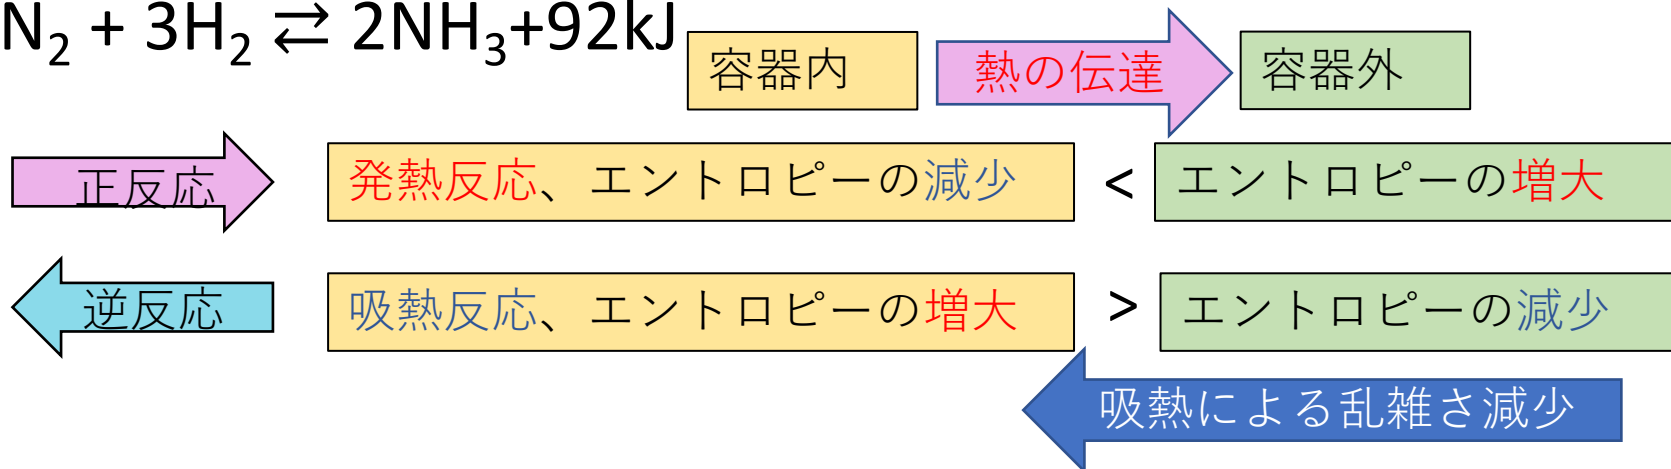 N₂ + 3H₂ ⇄ 2NH₃+92kJ
容器内 熱の伝達 容器外
正反応 発熱反応、エントロピーの減少 < エントロピーの増大
逆反応 吸熱反応、エントロピーの増大 > エントロピーの減少
吸熱による乱雑さ減少